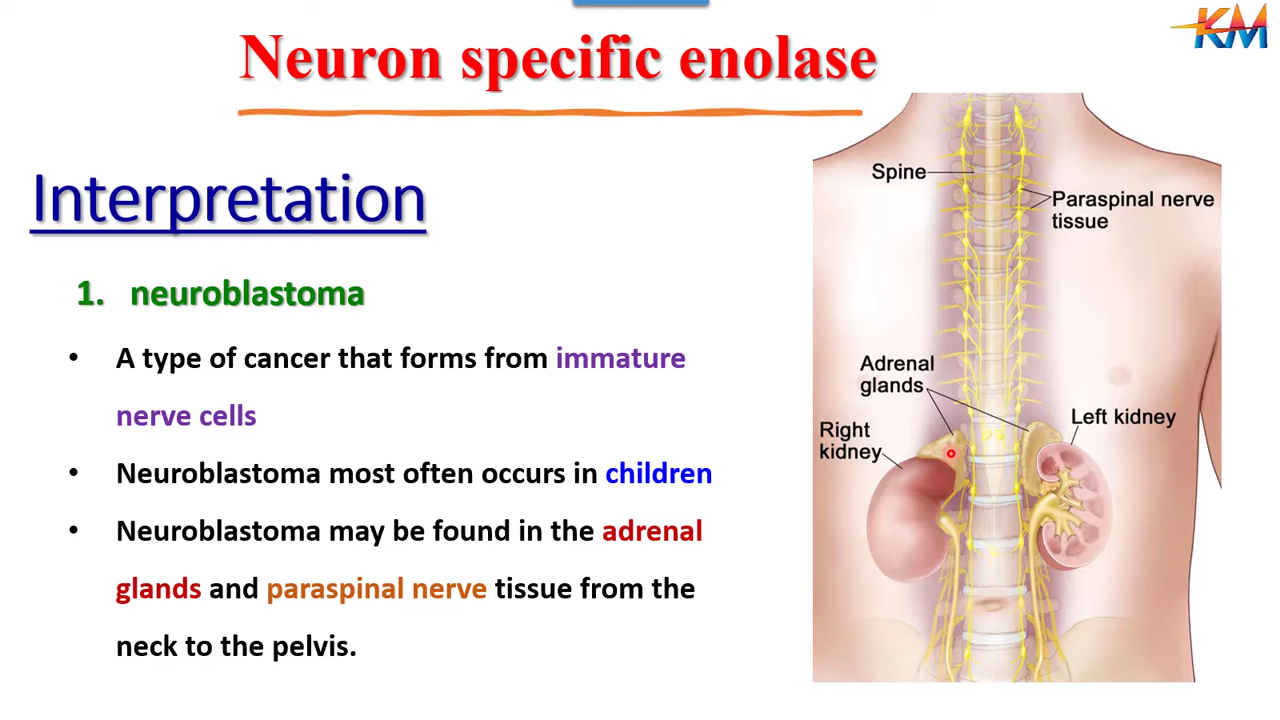 KM
Neuron specific enolase
Interpretation
1. neuroblastoma
• A type of cancer that forms from immature
nerve cells
• Neuroblastoma most often occurs in children
• Neuroblastoma may be found in the adrenal
glands and paraspinal nerve tissue from the
neck to the pelvis.
Spine
Paraspinal nerve
tissue
Adrenal
glands
Right
kidney
Left kidney